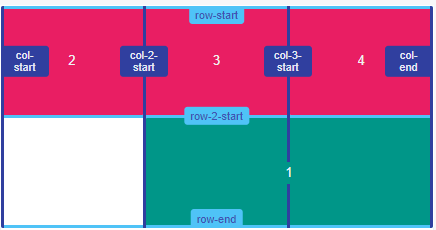 row-start
col-
start
2
col-2-
start
3
col-3-
start
4
col-
end
row-2-start
1
row-end